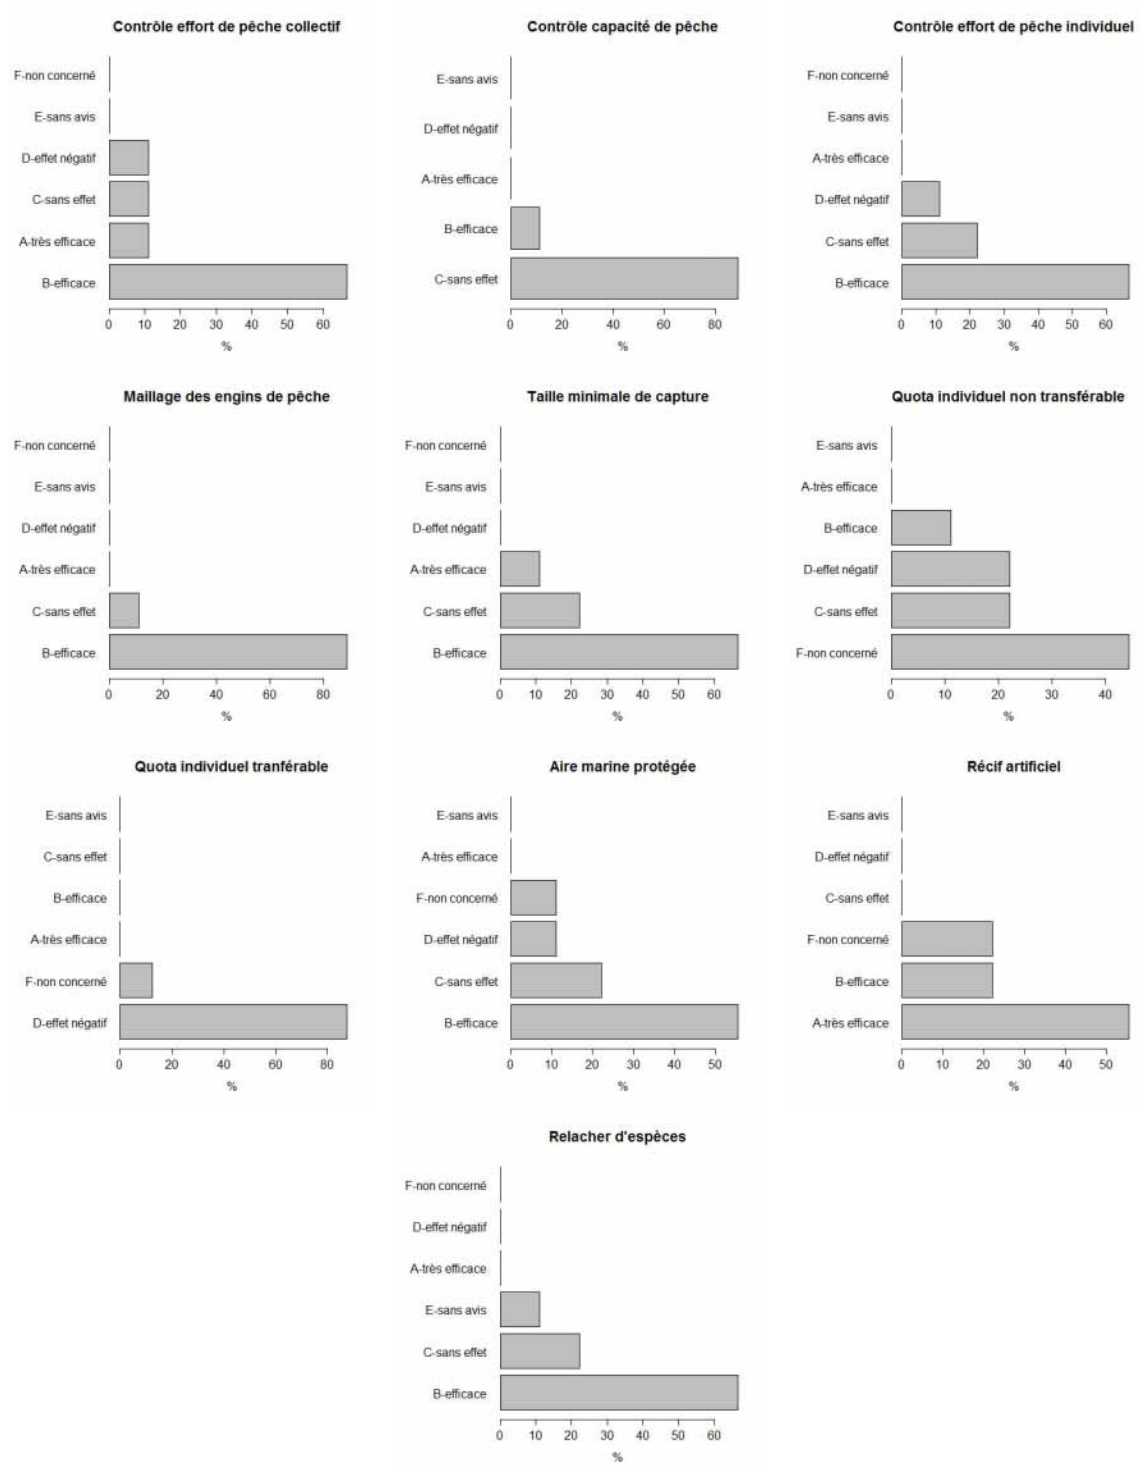 Contrôle effort de pêche collectif
F-non concerné
E-sans avis
D-effet négatif
C-sans effet
A-très efficace
B-efficace
0 10 20 30 40 50 60
%
Contrôle capacité de pêche
E-sans avis
D-effet négatif
A-très efficace
B-efficace
C-sans effet
0 20 40 60 80
%
Contrôle effort de pêche individuel
F-non concerné
E-sans avis
A-très efficace
D-effet négatif
C-sans effet
B-efficace
0 10 20 30 40 50 60
%
Maillage des engins de pêche
F-non concerné
E-sans avis
D-effet négatif
A-très efficace
C-sans effet
B-efficace
0 20 40 60 80
%
Taille minimale de capture
F-non concerné
E-sans avis
D-effet négatif
A-très efficace
C-sans effet
B-efficace
0 10 20 30 40 50 60
%
Quota individuel non transférable
E-sans avis
A-très efficace
B-efficace
D-effet négatif
C-sans effet
F-non concerné
0 10 20 30 40
%
Quota individuel tranférable
E-sans avis
C-sans effet
B-efficace
A-très efficace
F-non concerné
D-effet négatif
0 20 40 60 80
%
Aire marine protégée
E-sans avis
A-très efficace
F-non concerné
D-effet négatif
C-sans effet
B-efficace
0 10 20 30 40 50
%
Récif artificiel
E-sans avis
D-effet négatif
C-sans effet
F-non concerné
B-efficace
A-très efficace
0 10 20 30 40 50
%
Relacher d'espèces
F-non concerné
D-effet négatif
A-très efficace
E-sans avis
C-sans effet
B-efficace
0 10 20 30 40 50 60
%